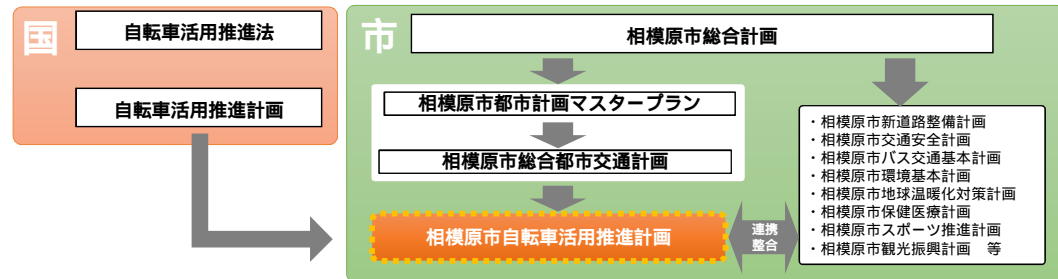 国
自転車活用推進法
自転車活用推進計画
市
相模原市総合計画
相模原市都市計画マスタープラン
相模原市総合都市交通計画
相模原市自転車活用推進計画
連携
整合
・相模原市新道路整備計画
・相模原市交通安全計画
・相模原市バス交通基本計画
・相模原市環境基本計画
・相模原市地球温暖化対策計画
・相模原市保健医療計画
・相模原市スポーツ推進計画
・相模原市観光振興計画　等